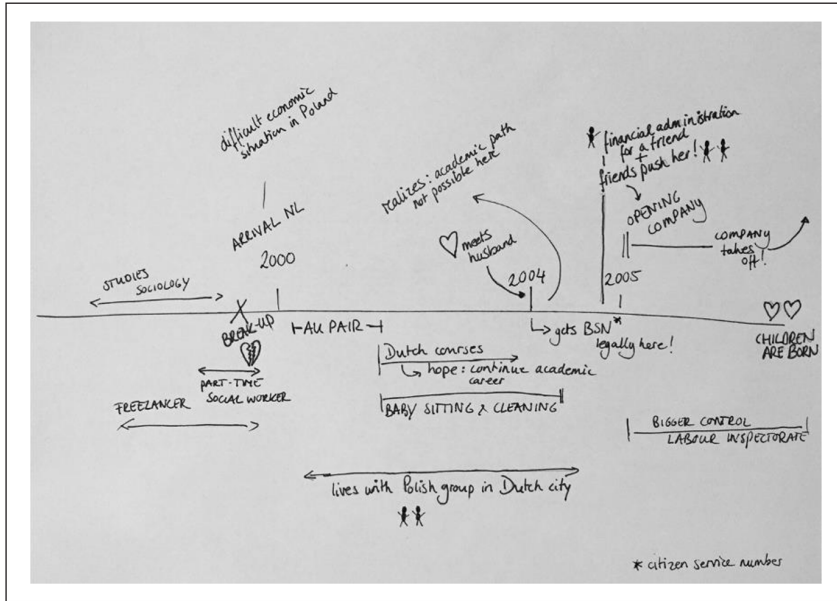 difficult economic
situation in Poland
ARRIVAL NL
2000
STUDIES
SOCIOLOGY
BREAK-UP
PART-TIME
SOCIAL WORKER
FREELANCER
AU PAIR
realizes: academic path
not possible here
meets
husband
2004
gets BSN*
legally here!
Dutch courses
hope: continue academic
career
BABY SITTING & CLEANING
lives with Polish group in Dutch city
financial administration
for a friend
+
friends push her!
OPENING
COMPANY
2005
COMPANY
takes
off!
CHILDREN
ARE BORN
BIGGER CONTROL
LABOUR INSPECTORATE
* citizen service number